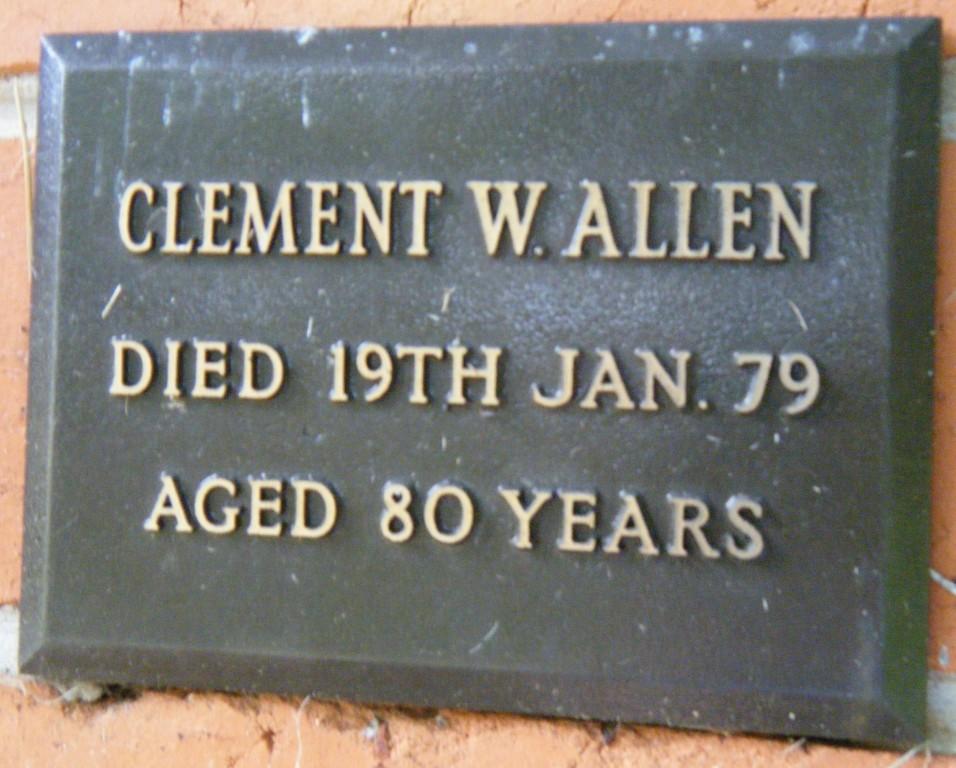 CLEMENT W. ALLEN
DIED 19TH JAN. 79
AGED 80 YEARS